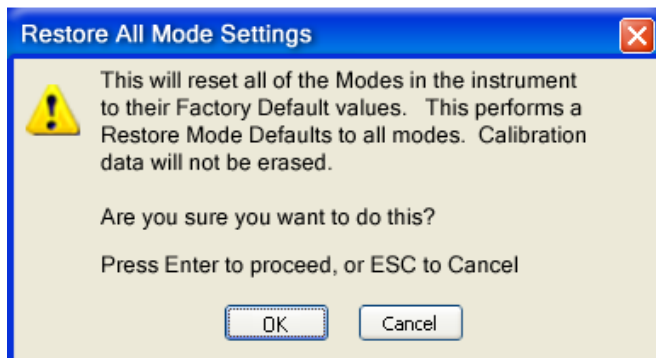 Restore All Mode Settings
This will reset all of the Modes in the instrument
to their Factory Default values.   This performs a
Restore Mode Defaults to all modes.  Calibration
data will not be erased.
Are you sure you want to do this?
Press Enter to proceed, or ESC to Cancel
OK
Cancel